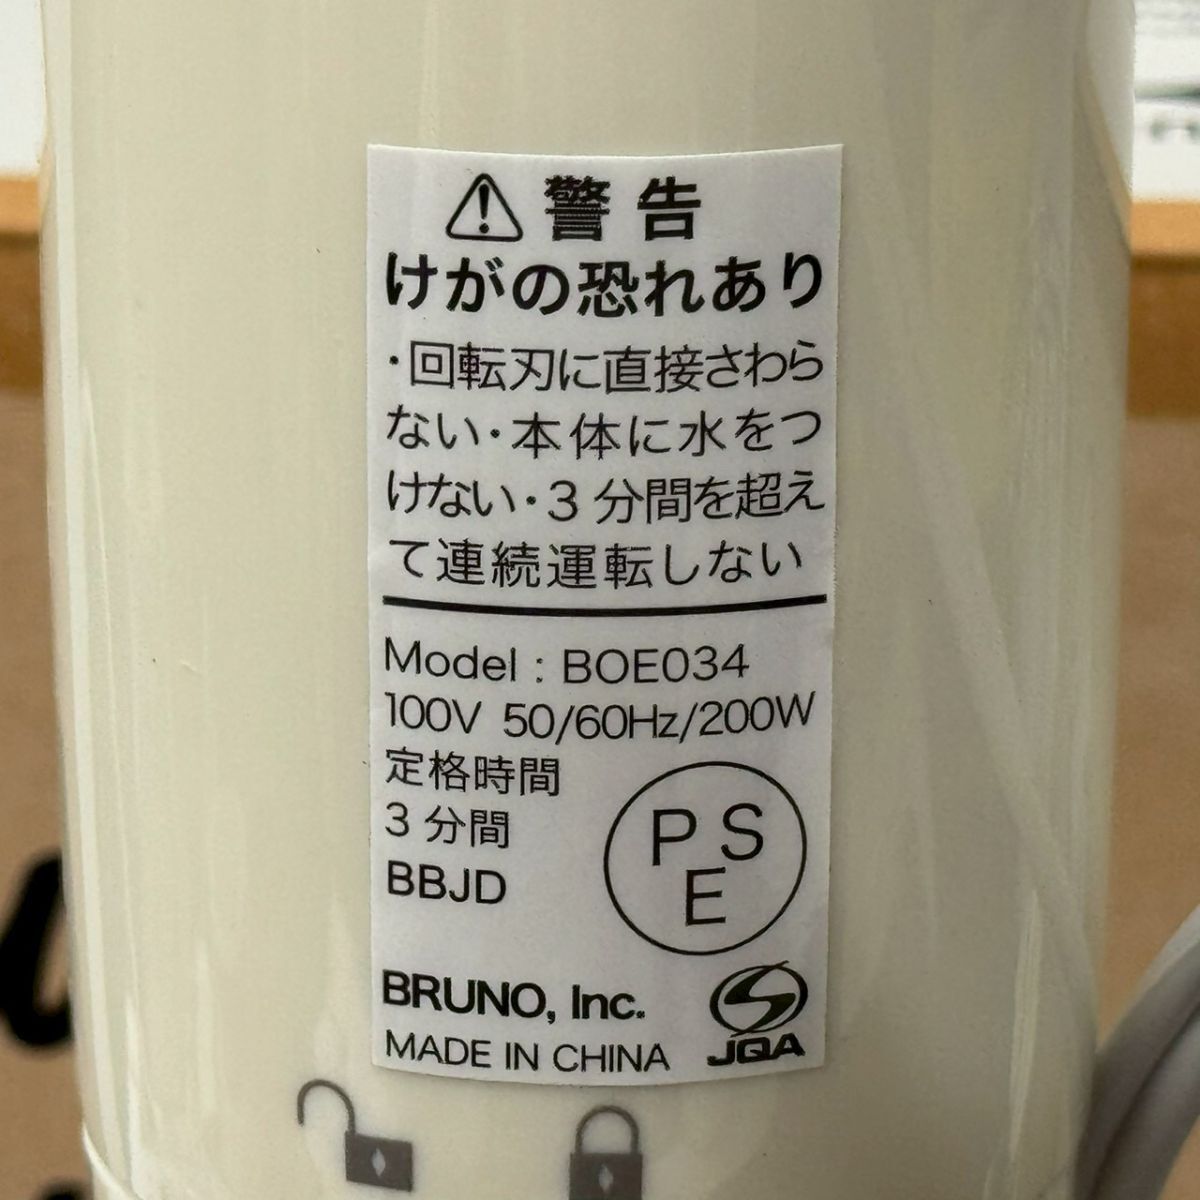 警告
けがの恐れあり
・回転刃に直接さわら
ない・本体に水をつ
けない・3分間を超え
て連続運転しない
Model : BOE034
100V 50/60Hz/200W
定格時間
3分間
BBJD
PS
E
BRUNO, Inc.
JQA
MADE IN CHINA